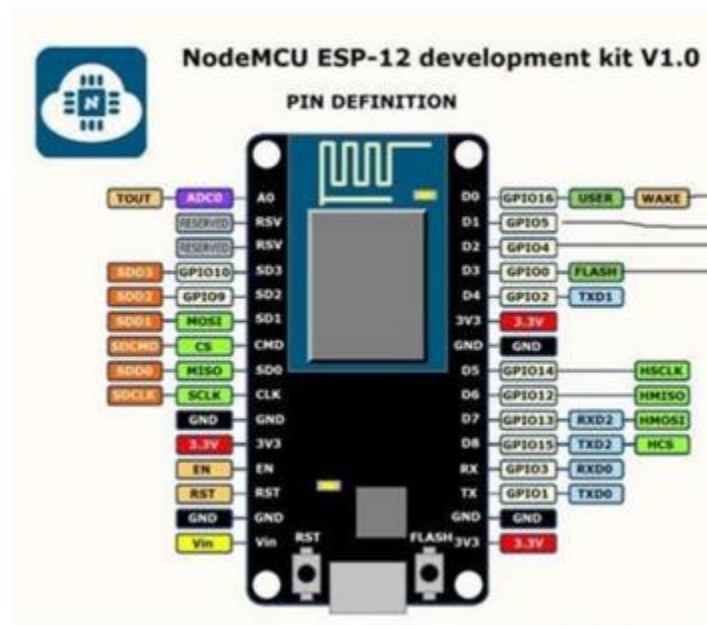 NodeMCU ESP-12 development kit V1.0
PIN DEFINITION
N
TOUT ADC0 A0 D0 GPIO16 USER WAKE
RESERVED RSV D1 GPIO5
RESERVED RSV D2 GPIO4
SDD3 GPIO10 SD3 D3 GPIO0 FLASH
SDD2 GPIO9 SD2 D4 GPIO2 TXD1
SDD1 MOSI SD1 3V3 3.3V
SDCMD CS CMD GND GND
SDD0 MISO SD0 D5 GPIO14 HSCLK
SDCLK SCLK CLK D6 GPIO12 HMISO
GND GND D7 GPIO13 RXD2 HMOSI
3.3V 3V3 D8 GPIO15 TXD2 HCS
EN EN RX GPIO3 RXD0
RST RST TX GPIO1 TXD0
GND GND GND GND
Vin Vin RST FLASH 3V3 3.3V